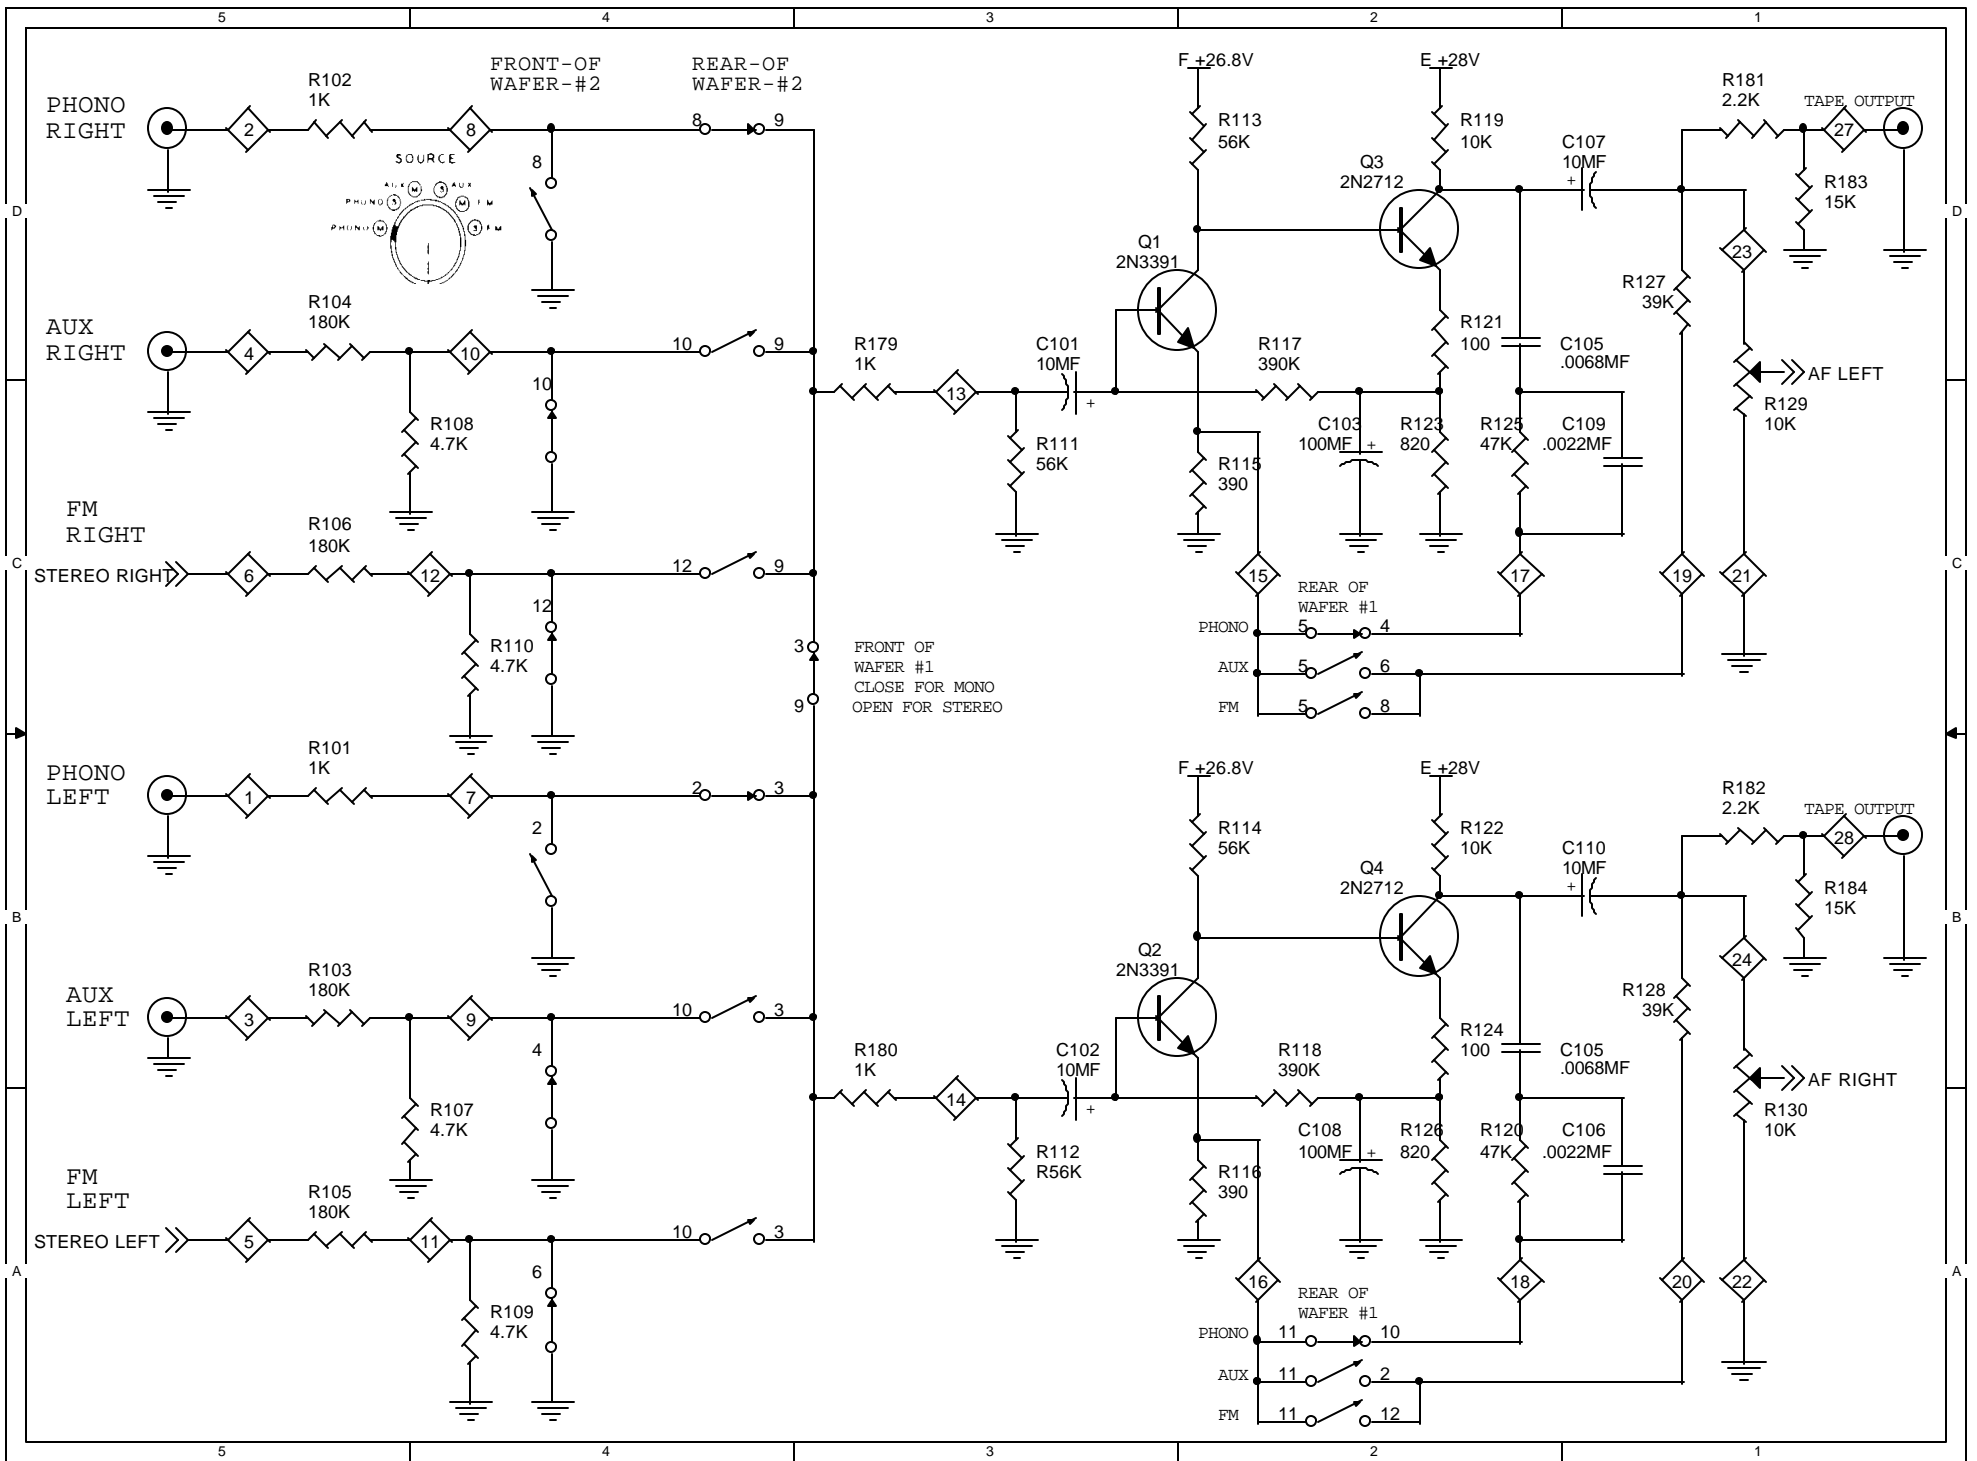 5
4
3
2
1
PHONO
RIGHT
R102
1K
2
8
FRONT-OF
WAFER-#2
REAR-OF
WAFER-#2
8
9
8
SOURCE
AUX M
S AUX
PHONO S
M FM
PHONO M
S FM
AUX
RIGHT
R104
180K
4
10
10
9
10
R108
4.7K
FM
RIGHT
STEREO RIGHT
R106
180K
6
12
12
9
12
R110
4.7K
3
9
FRONT OF
WAFER #1
CLOSE FOR MONO
OPEN FOR STEREO
PHONO
LEFT
R101
1K
1
7
2
3
2
AUX
LEFT
R103
180K
3
9
10
3
4
R107
4.7K
FM
LEFT
STEREO LEFT
R105
180K
5
11
10
3
6
R109
4.7K
F +26.8V
E +28V
R113
56K
R119
10K
Q3
2N2712
C107
10MF
+
R181
2.2K
TAPE OUTPUT
27
R183
15K
Q1
2N3391
23
R127
39K
R179
1K
13
C101
10MF
+
R117
390K
R121
100
C105
.0068MF
AF LEFT
R129
10K
R111
56K
R115
390
C103
100MF
+
R123
820
R125
47K
C109
.0022MF
15
17
19
21
REAR OF
WAFER #1
PHONO
5
4
AUX
5
6
FM
5
8
F +26.8V
E +28V
R114
56K
R122
10K
Q4
2N2712
C110
10MF
+
R182
2.2K
TAPE OUTPUT
28
R184
15K
Q2
2N3391
24
R128
39K
R180
1K
14
C102
10MF
+
R118
390K
R124
100
C105
.0068MF
AF RIGHT
R130
10K
R112
R56K
R116
390
C108
100MF
+
R126
820
R120
47K
C106
.0022MF
16
18
20
22
REAR OF
WAFER #1
PHONO
11
10
AUX
11
2
FM
11
12
D
D
C
C
B
B
A
A
5
4
3
2
1